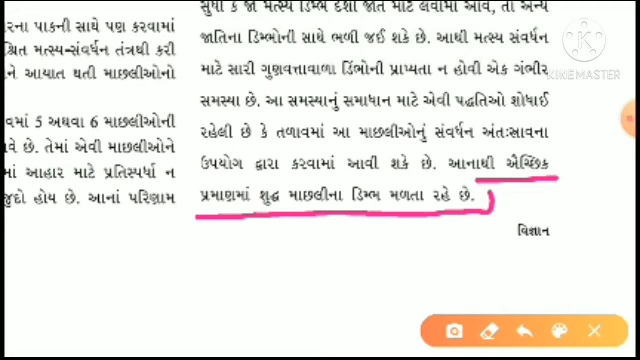 રના પાકની સાથે પણ કરવામાં
શ્રિત મત્સ્ય-સંવર્ધન તંત્રથી કરી
ને આયાત થતી માછલીઓનો
વમાં 5 અથવા 6 માછલીઓની
વે છે. તેમાં એવી માછલીઓને
માં આહાર માટે પ્રતિસ્પર્ધા ન
જુદો હોય છે. આનાં પરિણામ
સુધી કે જો મત્સ્ય ડિમ્ભ દેશી જાત માટે લેવામાં આવે, તો અન્ય
જાતિના ડિમ્ભોની સાથે ભળી જઈ શકે છે. આથી મત્સ્ય સંવર્ધન
માટે સારી ગુણવત્તાવાળા ડિંભોની પ્રાપ્યતા ન હોવી એક ગંભીર
સમસ્યા છે. આ સમસ્યાનું સમાધાન માટે એવી પદ્ધતિઓ શોધાઈ
રહેલી છે કે તળાવમાં આ માછલીઓનું સંવર્ધન અંતઃસ્રાવના
ઉપયોગ દ્વારા કરવામાં આવી શકે છે. આનાથી ઐચ્છિક
પ્રમાણમાં શુદ્ધ માછલીના ડિમ્ભ મળતા રહે છે.
વિજ્ઞાન
KINEMASTER